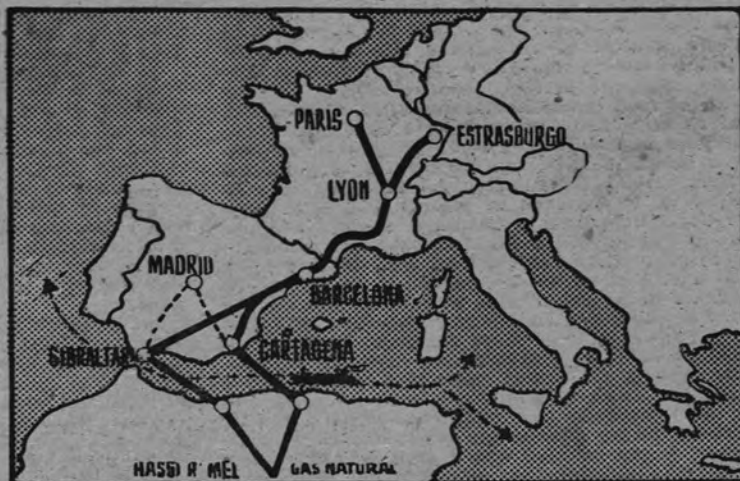 PARIS
ESTRASBURGO
LYON
MADRID
BARCELONA
GIBRALTAR
CARTAGENA
HASSI R'MEL
GAS NATURAL